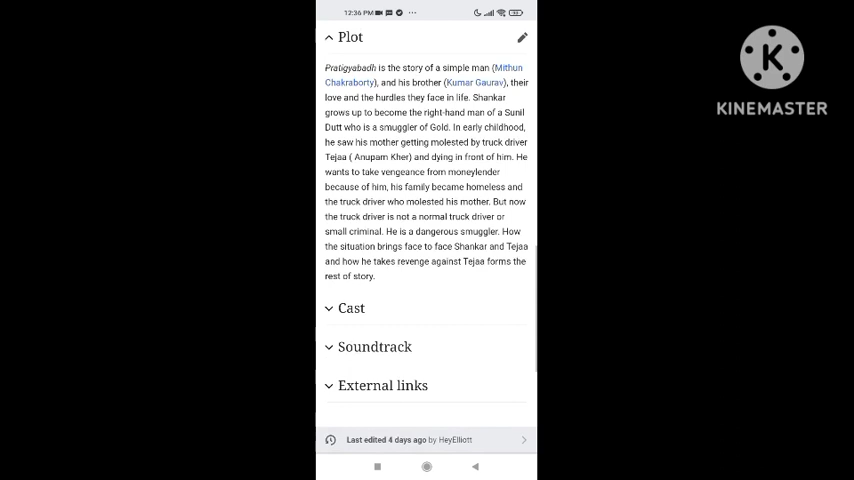 12:36 PM
Plot
Pratigyabadh is the story of a simple man (Mithun
Chakraborty), and his brother (Kumar Gaurav), their
love and the hurdles they face in life. Shankar
grows up to become the right-hand man of a Sunil
Dutt who is a smuggler of Gold. In early childhood,
he saw his mother getting molested by truck driver
Tejaa ( Anupam Kher) and dying in front of him. He
wants to take vengeance from moneylender
because of him, his family became homeless and
the truck driver who molested his mother. But now
the truck driver is not a normal truck driver or
small criminal. He is a dangerous smuggler. How
the situation brings face to face Shankar and Tejaa
and how he takes revenge against Tejaa forms the
rest of story.
Cast
Soundtrack
External links
Last edited 4 days ago by HeyElliott
K
KINEMASTER